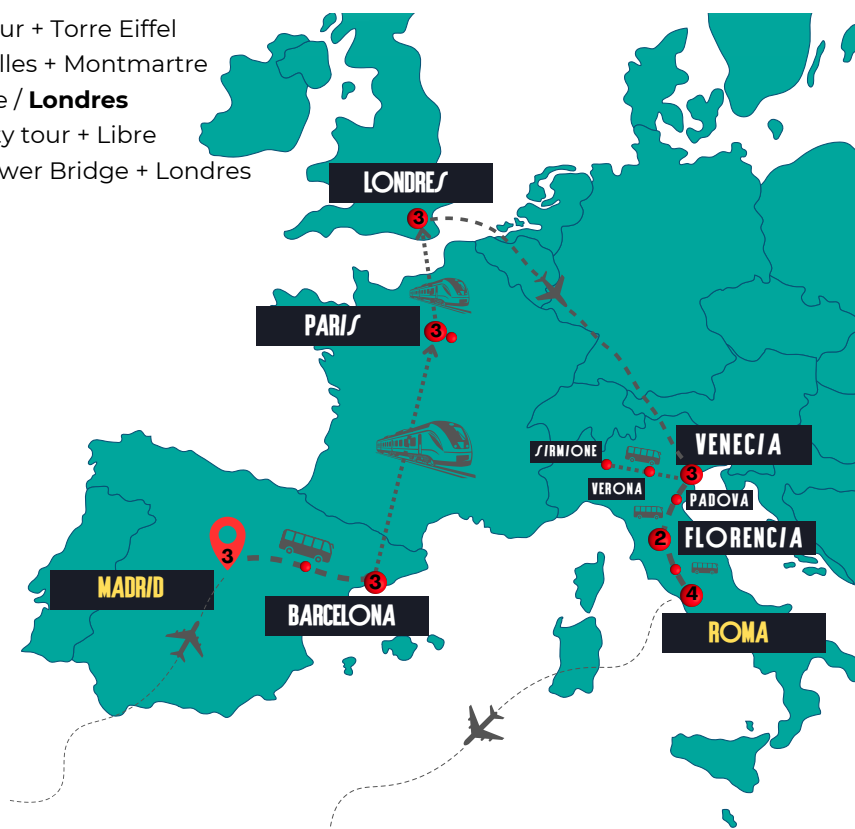 ur + Torre Eiffel
lles + Montmartre
e / Londres
ty tour + Libre
wer Bridge + Londres
LONDRES
3
PARIS
3
SIRMIONE
VENECIA
3
VERONA
PADOVA
2
FLORENCIA
3
MADRID
3
BARCELONA
4
ROMA